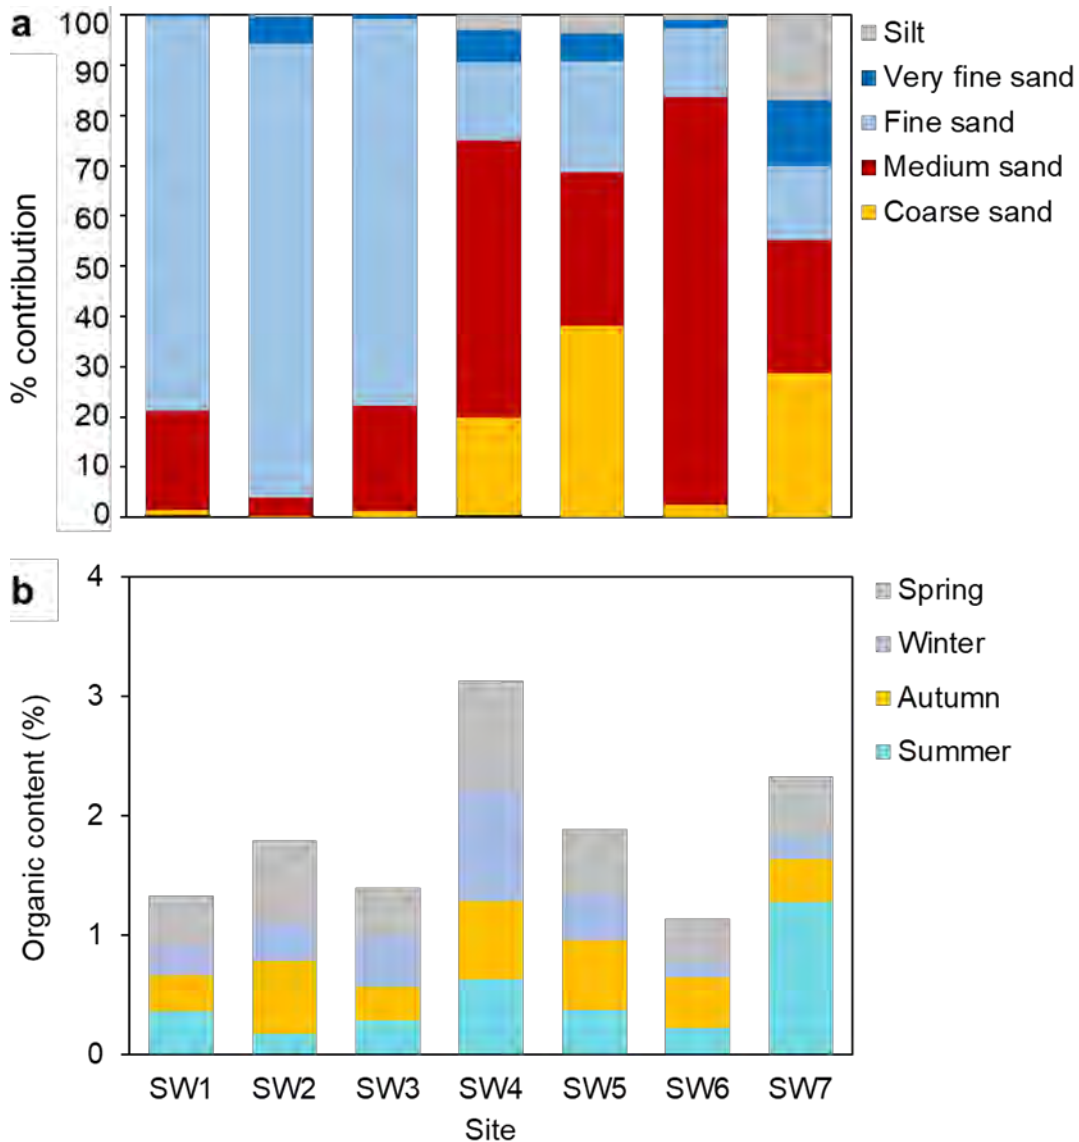 a
100
90
80
70
60
50
40
30
20
10
0
% contribution
Silt
Very fine sand
Fine sand
Medium sand
Coarse sand
b
4
3
2
1
0
Organic content (%)
Spring
Winter
Autumn
Summer
SW1 SW2 SW3 SW4 SW5 SW6 SW7
Site